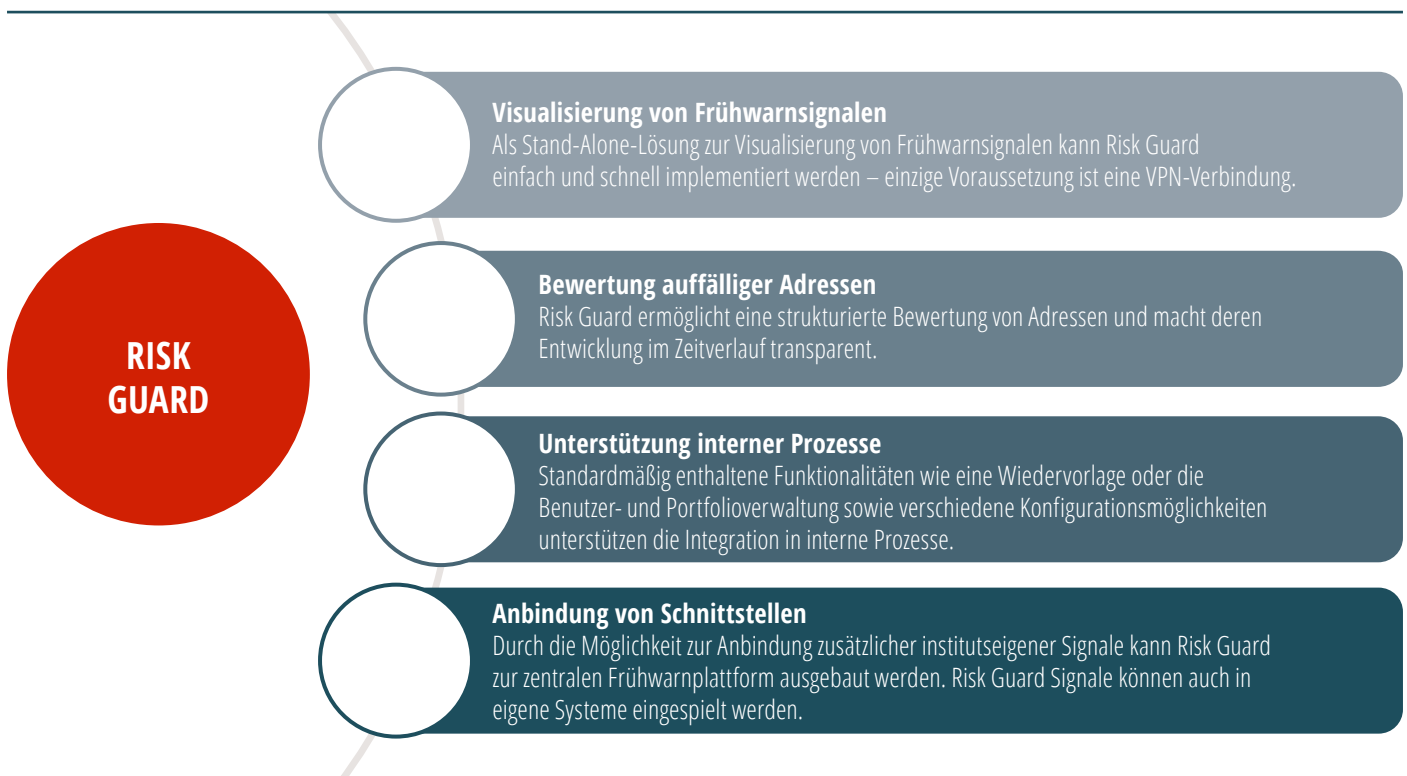 RISK
GUARD
Visualisierung von Frühwarnsignalen
Als Stand-Alone-Lösung zur Visualisierung von Frühwarnsignalen kann Risk Guard
einfach und schnell implementiert werden – einzige Voraussetzung ist eine VPN-Verbindung.
Bewertung auffälliger Adressen
Risk Guard ermöglicht eine strukturierte Bewertung von Adressen und macht deren
Entwicklung im Zeitverlauf transparent.
Unterstützung interner Prozesse
Standardmäßig enthaltene Funktionalitäten wie eine Wiedervorlage oder die
Benutzer- und Portfolioverwaltung sowie verschiedene Konfigurationsmöglichkeiten
unterstützen die Integration in interne Prozesse.
Anbindung von Schnittstellen
Durch die Möglichkeit zur Anbindung zusätzlicher institutseigener Signale kann Risk Guard
zur zentralen Frühwarnplattform ausgebaut werden. Risk Guard Signale können auch in
eigene Systeme eingespielt werden.